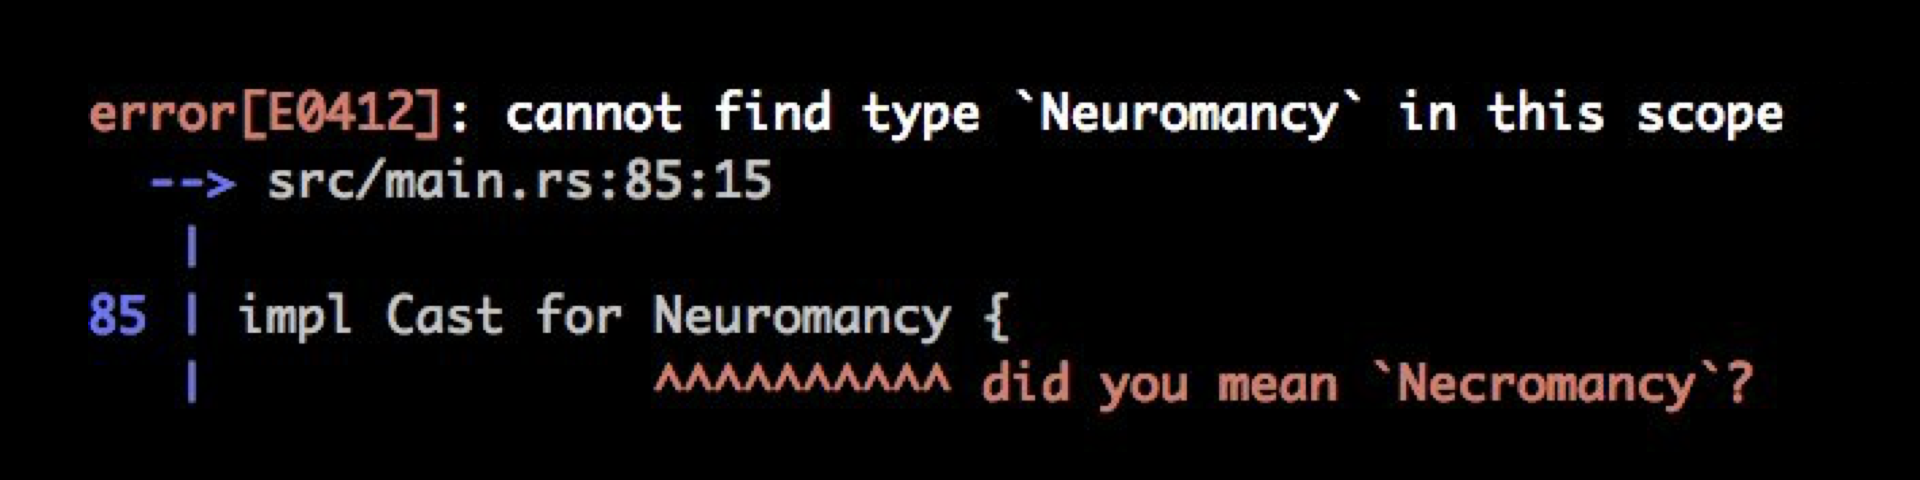 error[E0412]: cannot find type `Neuromancy` in this scope
  --> src/main.rs:85:15
   |
85 | impl Cast for Neuromancy {
   |               ^^^^^^^^^^ did you mean `Necromancy`?